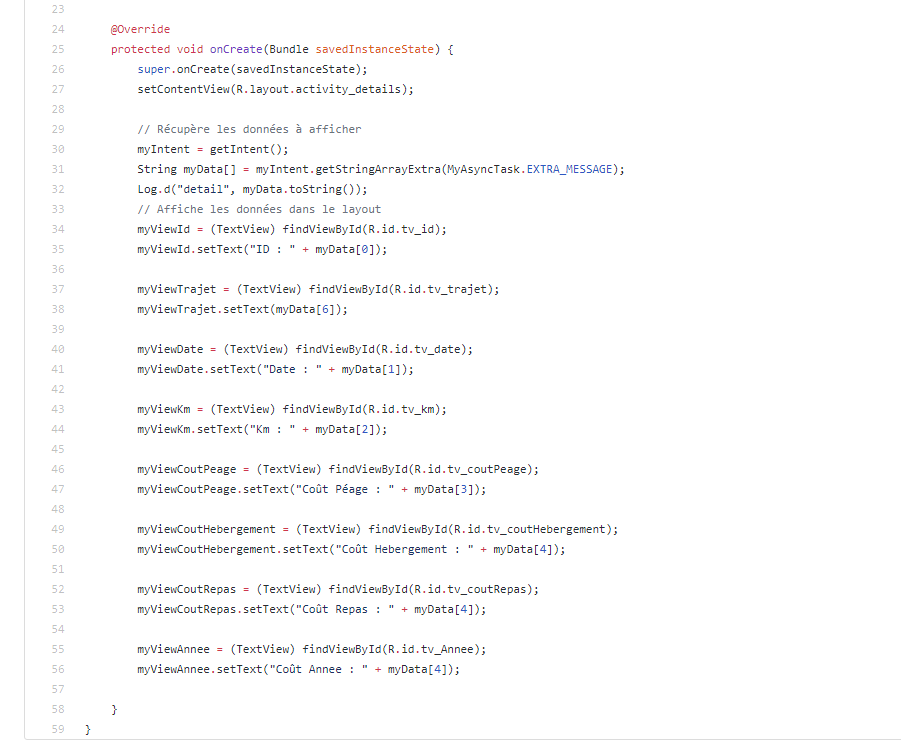 23
24 @Override
25 protected void onCreate(Bundle savedInstanceState) {
26 super.onCreate(savedInstanceState);
27 setContentView(R.layout.activity_details);
28
29 // Récupère les données à afficher
30 myIntent = getIntent();
31 String myData[] = myIntent.getStringArrayExtra(MyAsyncTask.EXTRA_MESSAGE);
32 Log.d("detail", myData.toString());
33 // Affiche les données dans le layout
34 myViewId = (TextView) findViewById(R.id.tv_id);
35 myViewId.setText("ID : " + myData[0]);
36
37 myViewTrajet = (TextView) findViewById(R.id.tv_trajet);
38 myViewTrajet.setText(myData[6]);
39
40 myViewDate = (TextView) findViewById(R.id.tv_date);
41 myViewDate.setText("Date : " + myData[1]);
42
43 myViewKm = (TextView) findViewById(R.id.tv_km);
44 myViewKm.setText("Km : " + myData[2]);
45
46 myViewCoutPeage = (TextView) findViewById(R.id.tv_coutPeage);
47 myViewCoutPeage.setText("Coût Péage : " + myData[3]);
48
49 myViewCoutHebergement = (TextView) findViewById(R.id.tv_coutHebergement);
50 myViewCoutHebergement.setText("Coût Hebergement : " + myData[4]);
51
52 myViewCoutRepas = (TextView) findViewById(R.id.tv_coutRepas);
53 myViewCoutRepas.setText("Coût Repas : " + myData[4]);
54
55 myViewAnnee = (TextView) findViewById(R.id.tv_Annee);
56 myViewAnnee.setText("Coût Annee : " + myData[4]);
57
58 }
59 }